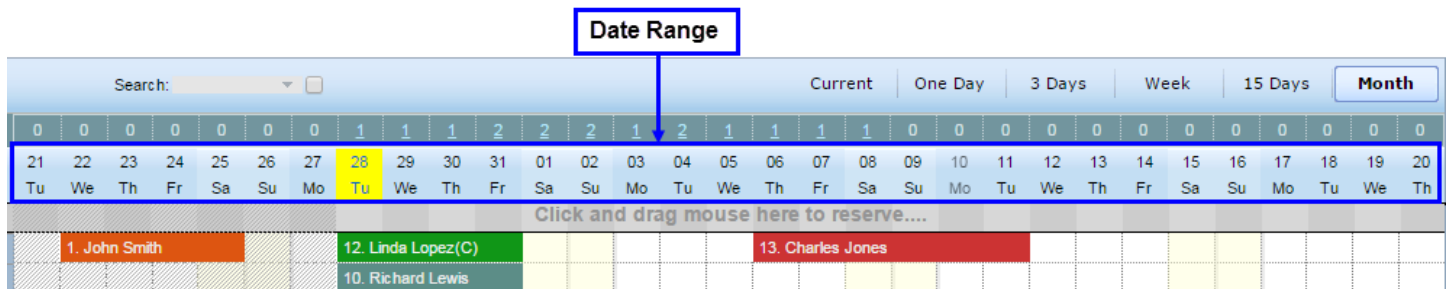 Date Range
Search:
Current One Day 3 Days Week 15 Days Month
0 0 0 0 0 0 0 1 1 1 2 2 2 1 2 1 1 1 1 0 0 0 0 0 0 0 0 0 0 0 0
21 22 23 24 25 26 27 28 29 30 31 01 02 03 04 05 06 07 08 09 10 11 12 13 14 15 16 17 18 19 20
Tu We Th Fr Sa Su Mo Tu We Th Fr Sa Su Mo Tu We Th Fr Sa Su Mo Tu We Th Fr Sa Su Mo Tu We Th
Click and drag mouse here to reserve....
1. John Smith 12. Linda Lopez(C) 13. Charles Jones
10. Richard Lewis